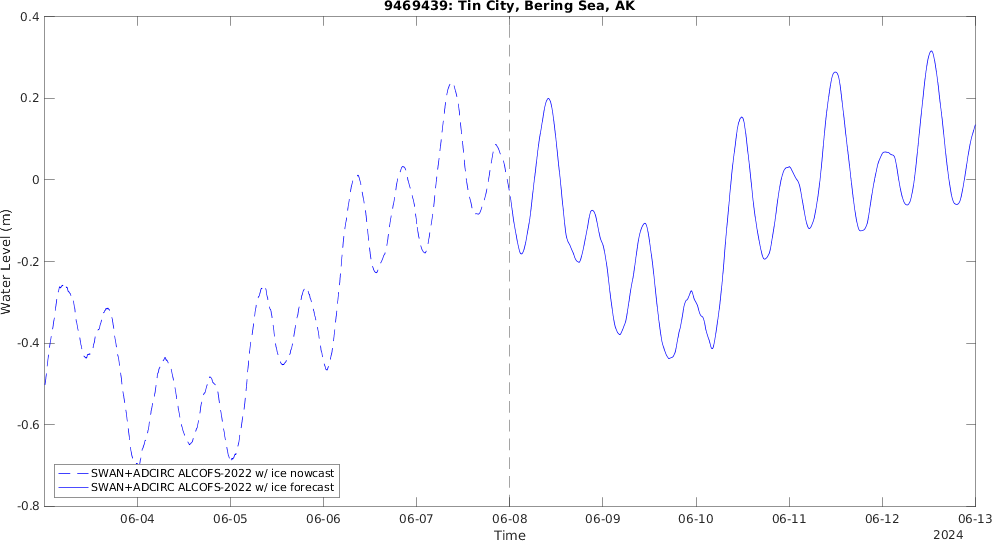 9469439: Tin City, Bering Sea, AK
0.4
0.2
0
-0.2
-0.4
-0.6
-0.8
Water Level (m)
SWAN+ADCIRC ALCOFS-2022 w/ ice nowcast
SWAN+ADCIRC ALCOFS-2022 w/ ice forecast
06-04 06-05 06-06 06-07 06-08 06-09 06-10 06-11 06-12 06-13
Time
2024